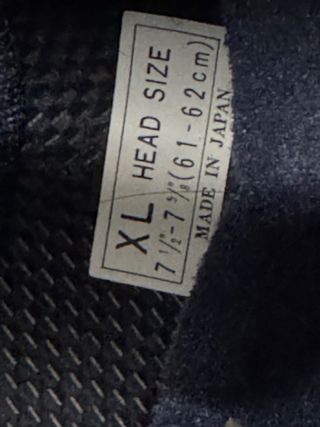 XL HEAD SIZE
7 1/2"-7 5/8"(61-62cm)
MADE IN JAPAN